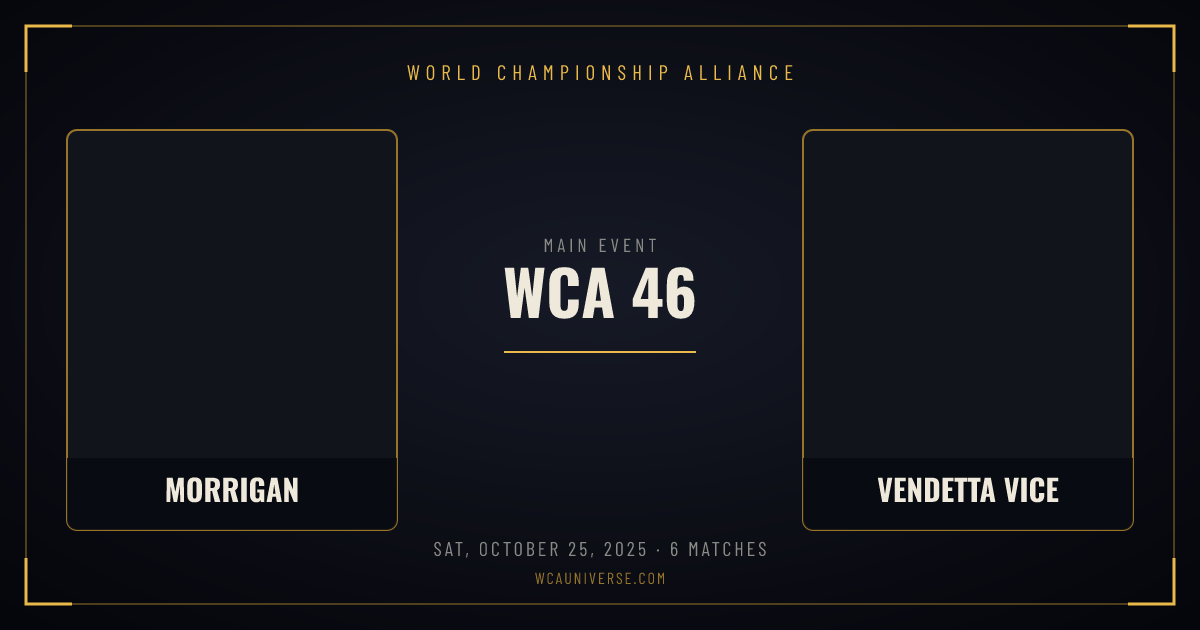 WORLD CHAMPIONSHIP ALLIANCE
MAIN EVENT
WCA 46
MORRIGAN
VENDETTA VICE
SAT, OCTOBER 25, 2025 · 6 MATCHES
WCAUNIVERSE.COM